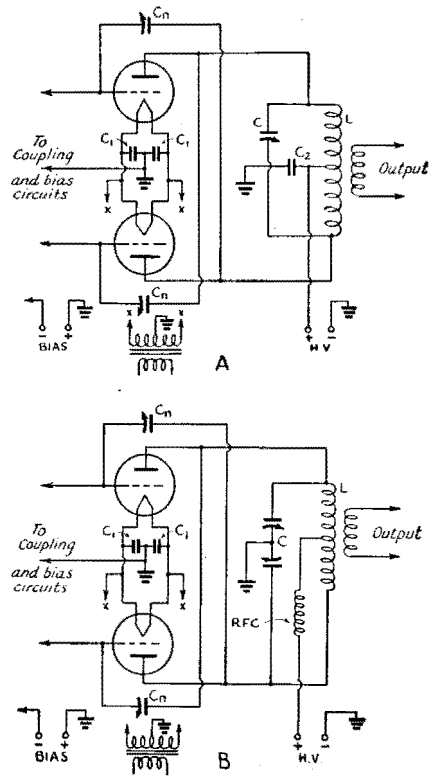 Cn
C1
C1
C
L
C2
To
Coupling
and bias
circuits
Output
x
x
Cn
x
x
- +
BIAS
+ -
H.V.
A
Cn
C1
C1
L
C
To
Coupling
and bias
circuits
Output
x
x
RFC
Cn
- +
BIAS
+ -
H.V.
B